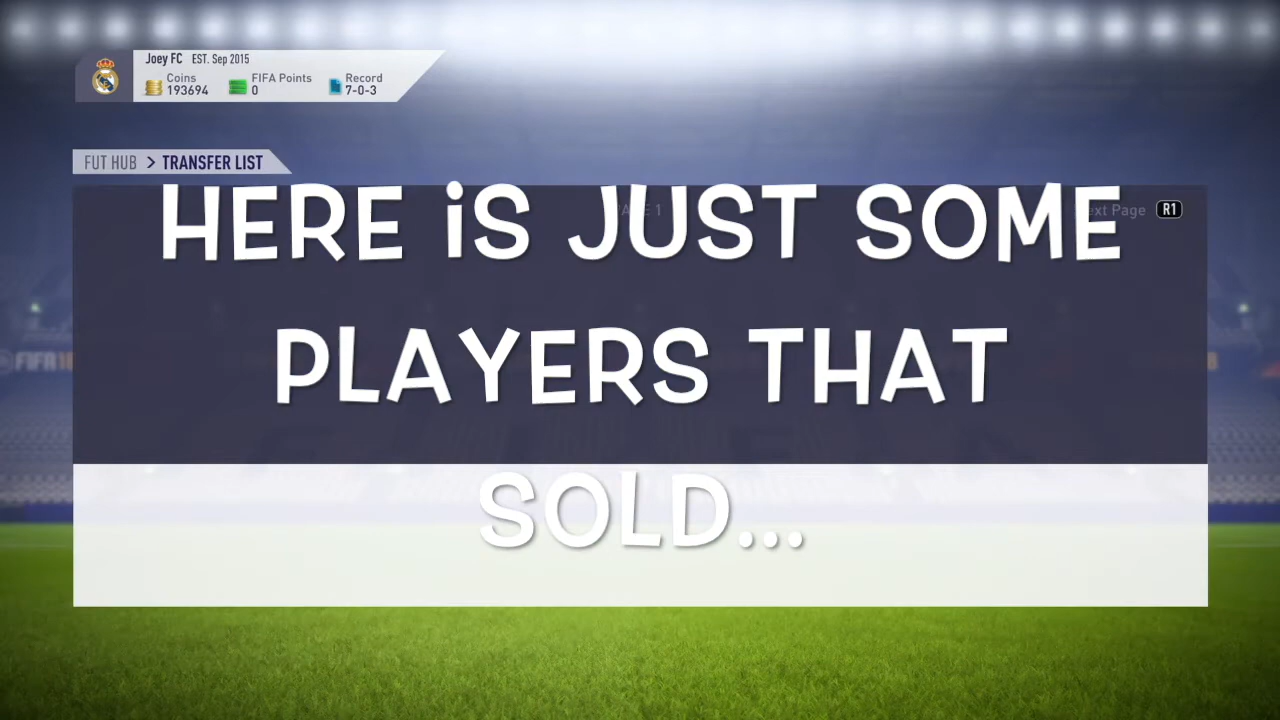 Joey FC EST. Sep 2015
Coins FIFA Points Record
193694 0 7-0-3
FUT HUB > TRANSFER LIST
HERE iS JUST SOME
Page R1
PLAYERS THAT
SOLD...